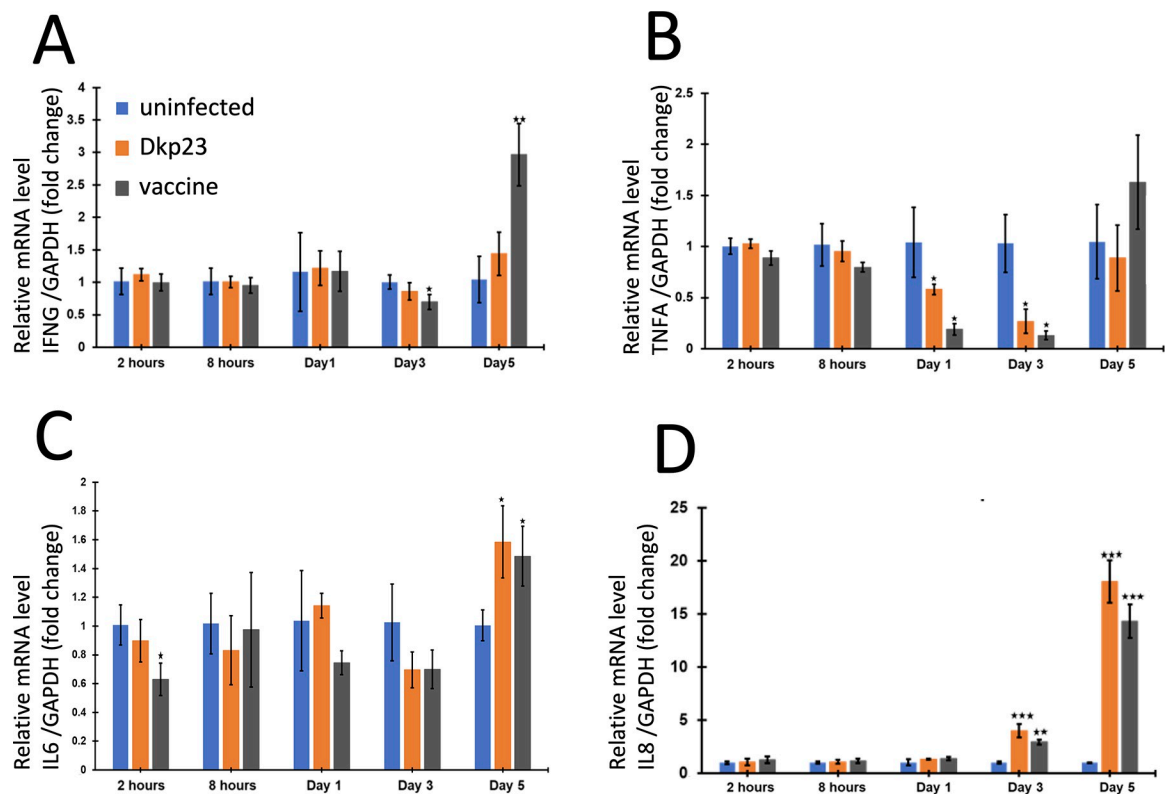 A
Relative mRNA level
IFNG /GAPDH (fold change)
4
3.5
3
2.5
2
1.5
1
0.5
0
uninfected
Dkp23
vaccine
★★
★
2 hours
8 hours
Day1
Day3
Day5
B
Relative mRNA level
TNFA /GAPDH (fold change)
2.5
2
1.5
1
0.5
0
★
★
★
★
2 hours
8 hours
Day 1
Day 3
Day 5
C
Relative mRNA level
IL6 /GAPDH (fold change)
2
1.8
1.6
1.4
1.2
1
0.8
0.6
0.4
0.2
0
★
★
★
2 hours
8 hours
Day 1
Day 3
Day 5
D
Relative mRNA level
IL8 /GAPDH (fold change)
25
20
15
10
5
0
★★★
★★
★★★
★★★
2 hours
8 hours
Day 1
Day 3
Day 5